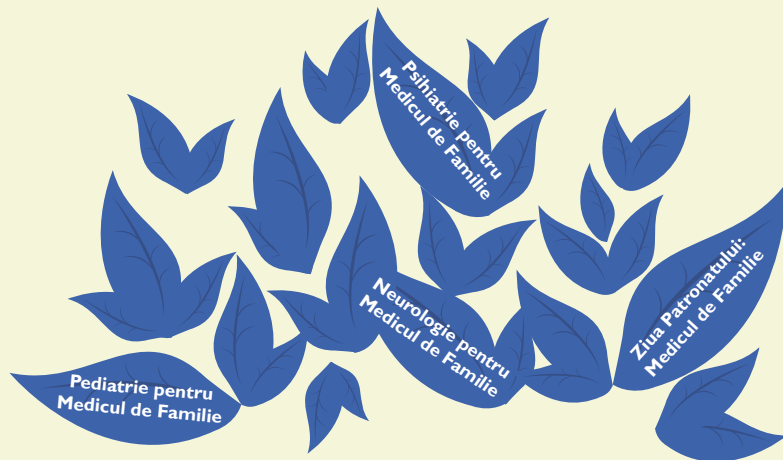 Psihiatrie pentru
Medicul de Familie
Neurologie pentru
Medicul de Familie
Ziua Patronatului:
Medicul de Familie
Pediatrie pentru
Medicul de Familie